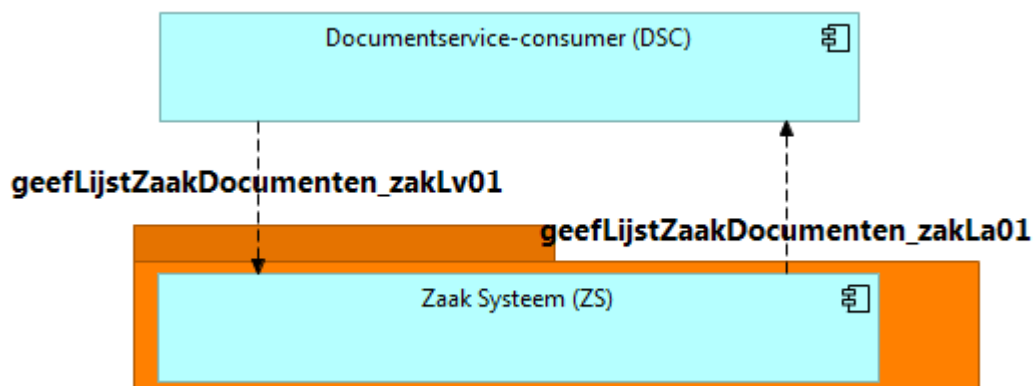 Documentservice-consumer (DSC)
geefLijstZaakDocumenten_zakLv01
geefLijstZaakDocumenten_zakLa01
Zaak Systeem (ZS)